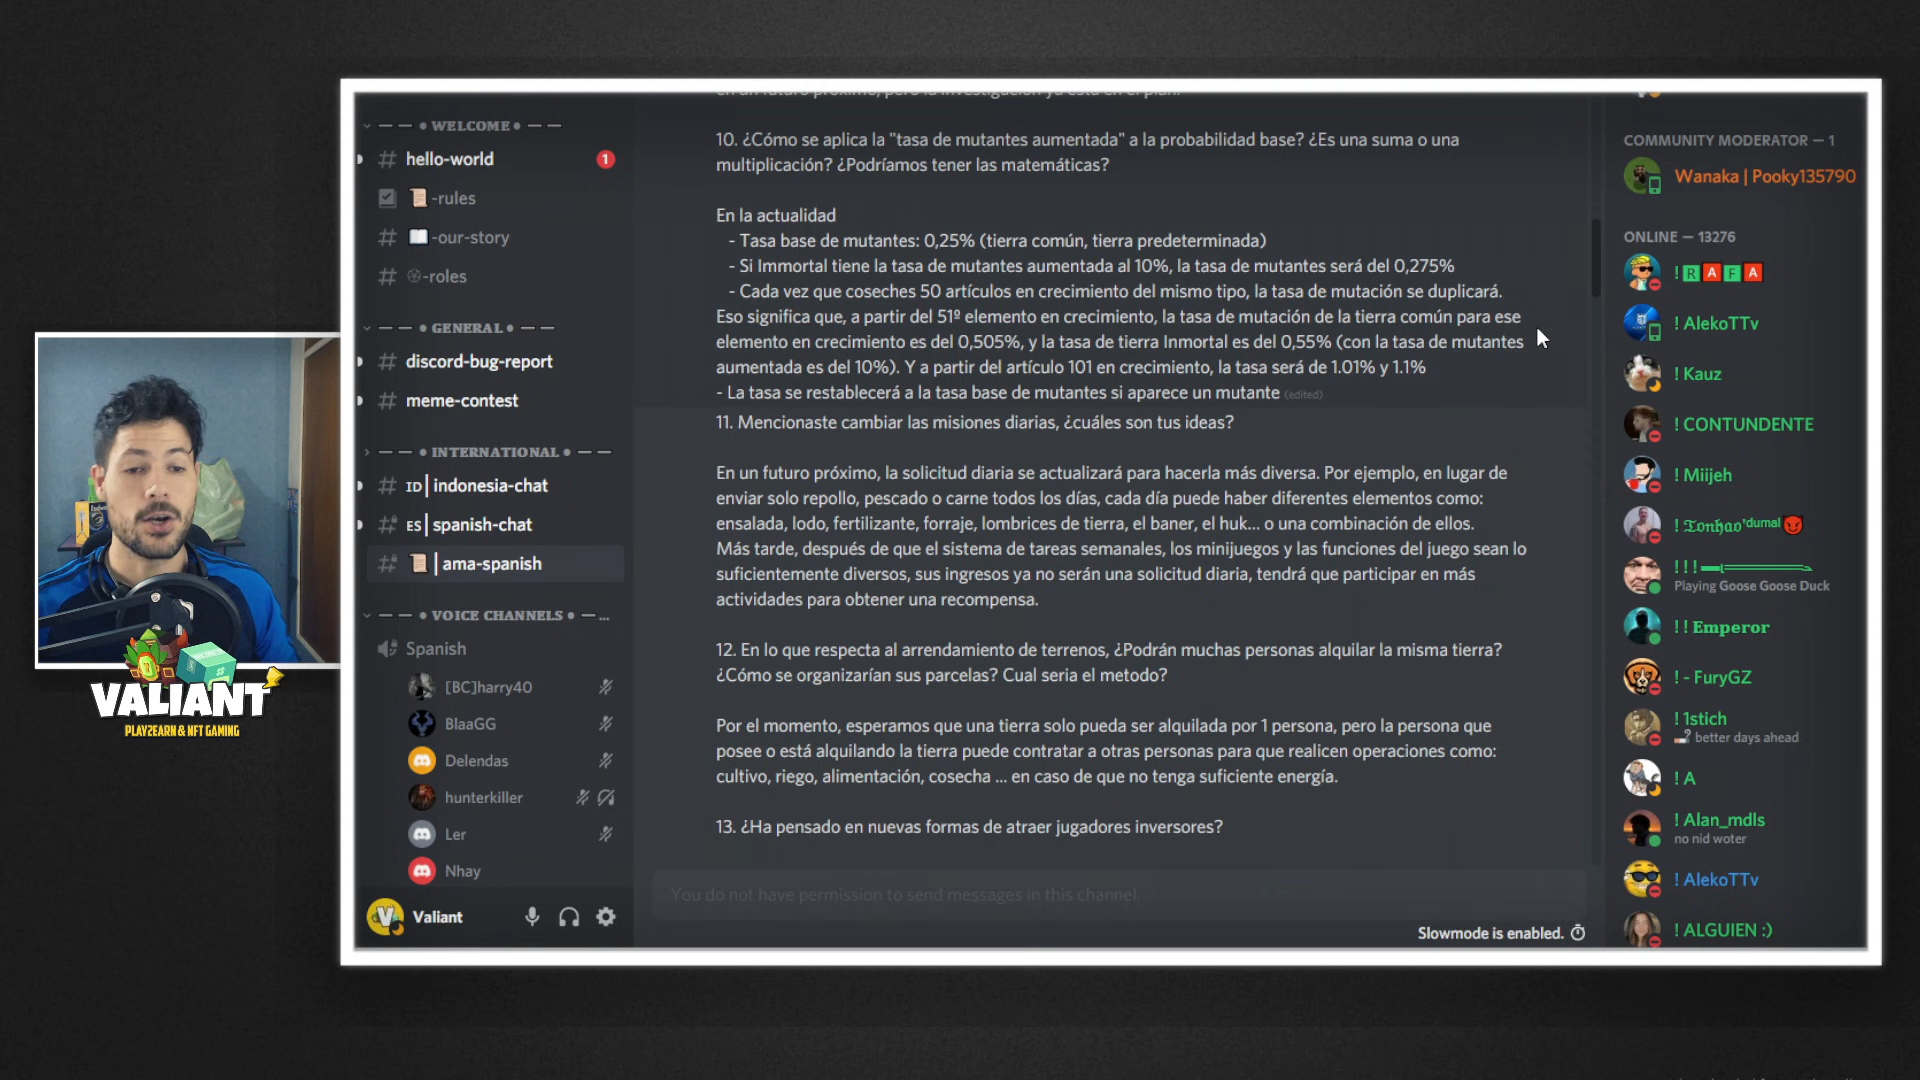 WELCOME
hello-world
1
-rules
-our-story
-roles
GENERAL
discord-bug-report
meme-contest
INTERNATIONAL
ID | indonesia-chat
ES | spanish-chat
| ama-spanish
VOICE CHANNELS
Spanish
[BC]harry40
BlaaGG
Delendas
hunterkiller
Ler
Nhay
Valiant
10. ¿Cómo se aplica la "tasa de mutantes aumentada" a la probabilidad base? ¿Es una suma o una
multiplicación? ¿Podríamos tener las matemáticas?
En la actualidad
- Tasa base de mutantes: 0,25% (tierra común, tierra predeterminada)
- Si Immortal tiene la tasa de mutantes aumentada al 10%, la tasa de mutantes será del 0,275%
- Cada vez que coseches 50 artículos en crecimiento del mismo tipo, la tasa de mutación se duplicará.
Eso significa que, a partir del 51º elemento en crecimiento, la tasa de mutación de la tierra común para ese
elemento en crecimiento es del 0,505%, y la tasa de tierra Inmortal es del 0,55% (con la tasa de mutantes
aumentada es del 10%). Y a partir del artículo 101 en crecimiento, la tasa será de 1.01% y 1.1%
- La tasa se restablecerá a la tasa base de mutantes si aparece un mutante (edited)
11. Mencionaste cambiar las misiones diarias, ¿cuáles son tus ideas?
En un futuro próximo, la solicitud diaria se actualizará para hacerla más diversa. Por ejemplo, en lugar de
enviar solo repollo, pescado o carne todos los días, cada día puede haber diferentes elementos como:
ensalada, lodo, fertilizante, forraje, lombrices de tierra, el baner, el huk... o una combinación de ellos.
Más tarde, después de que el sistema de tareas semanales, los minijuegos y las funciones del juego sean lo
suficientemente diversos, sus ingresos ya no serán una solicitud diaria, tendrá que participar en más
actividades para obtener una recompensa.
12. En lo que respecta al arrendamiento de terrenos, ¿Podrán muchas personas alquilar la misma tierra?
¿Cómo se organizarían sus parcelas? Cual seria el metodo?
Por el momento, esperamos que una tierra solo pueda ser alquilada por 1 persona, pero la persona que
posee o está alquilando la tierra puede contratar a otras personas para que realicen operaciones como:
cultivo, riego, alimentación, cosecha ... en caso de que no tenga suficiente energía.
13. ¿Ha pensado en nuevas formas de atraer jugadores inversores?
You do not have permission to send messages in this channel.
Slowmode is enabled.
COMMUNITY MODERATOR — 1
Wanaka | Pooky135790
ONLINE — 13276
! R A F A
! AlekoTTv
! Kauz
! CONTUNDENTE
! Miijeh
! 𝕿𝖔𝖓𝖍𝖆𝖔'ᵈᵘᵐᵃˡ
! ! !
Playing Goose Goose Duck
! ! Emperor
! - FuryGZ
! 1stich
better days ahead
! A
! Alan_mdls
no nid woter
! AlekoTTv
! ALGUIEN :)
VALIANT
PLAY2EARN & NFT GAMING